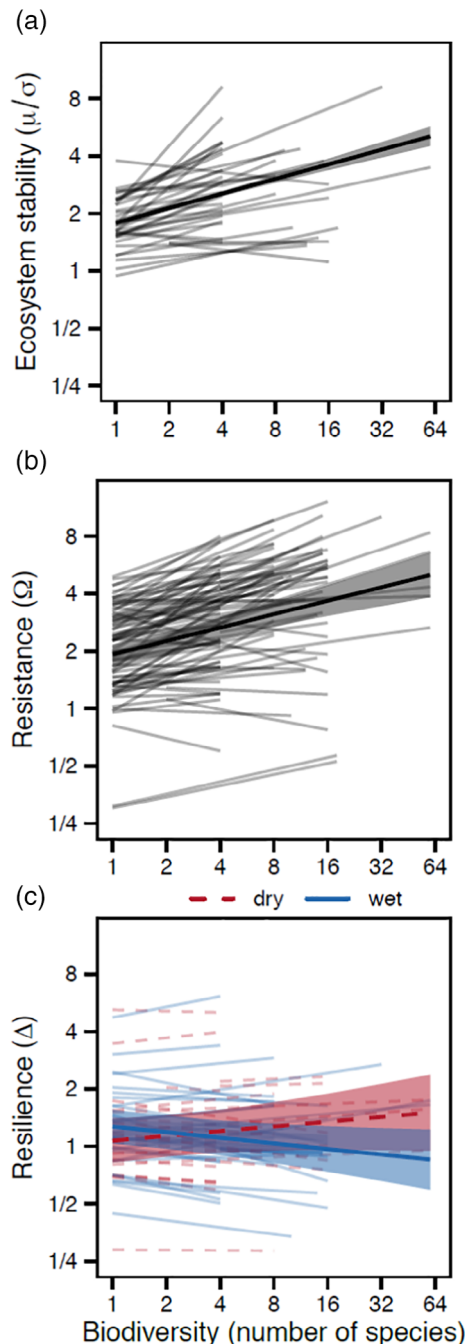 (a)
Ecosystem stability (μ/σ)
8
4
2
1
1/2
1/4
1 2 4 8 16 32 64
(b)
Resistance (Ω)
8
4
2
1
1/2
1/4
1 2 4 8 16 32 64
(c)
dry wet
Resilience (Δ)
8
4
2
1
1/2
1/4
1 2 4 8 16 32 64
Biodiversity (number of species)